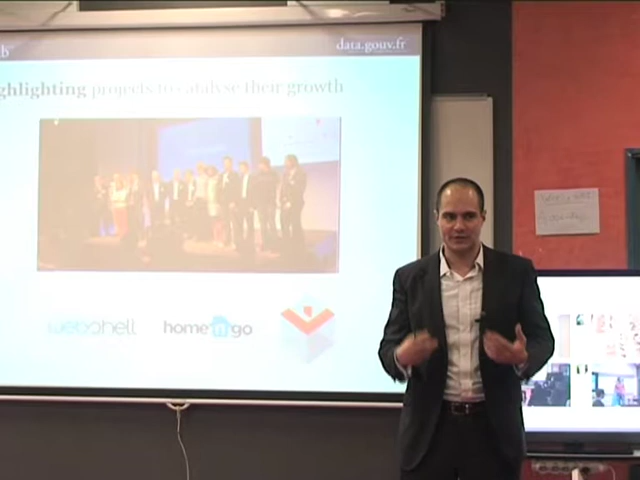 b
data.gouv.fr
ghlighting projects to catalyse their growth
webshell
home'n'go